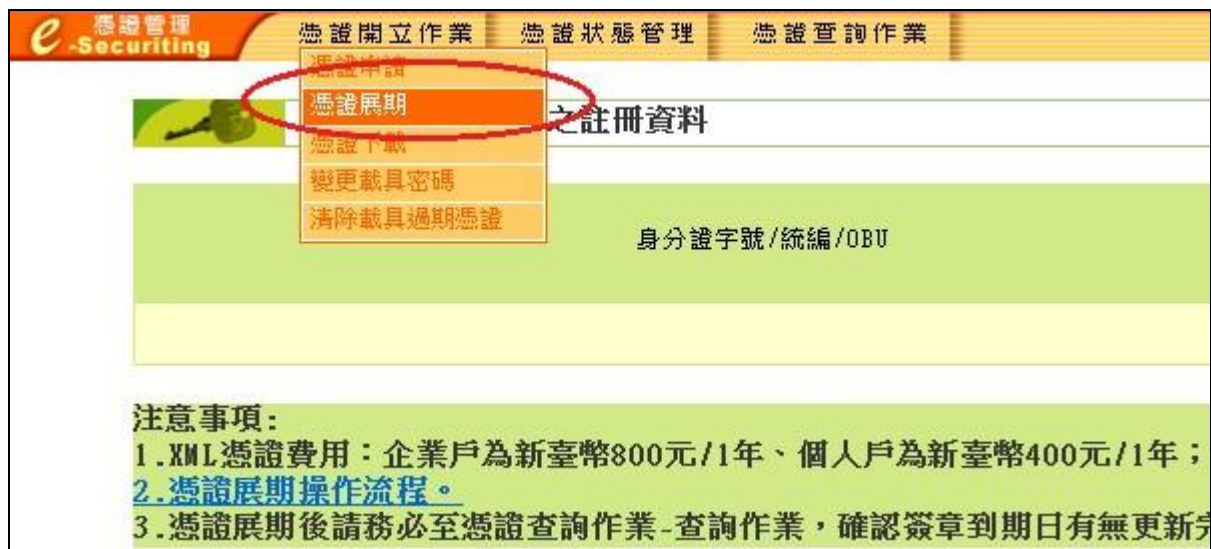 e-Securiting 憑證管理
憑證開立作業 憑證狀態管理 憑證查詢作業
憑證申請
憑證展期
憑證下載
變更載具密碼
清除載具過期憑證
之註冊資料
身分證字號/統編/OBU
注意事項:
1.XML憑證費用：企業戶為新臺幣800元/1年、個人戶為新臺幣400元/1年；
2.憑證展期操作流程。
3.憑證展期後請務必至憑證查詢作業-查詢作業，確認簽章到期日有無更新完